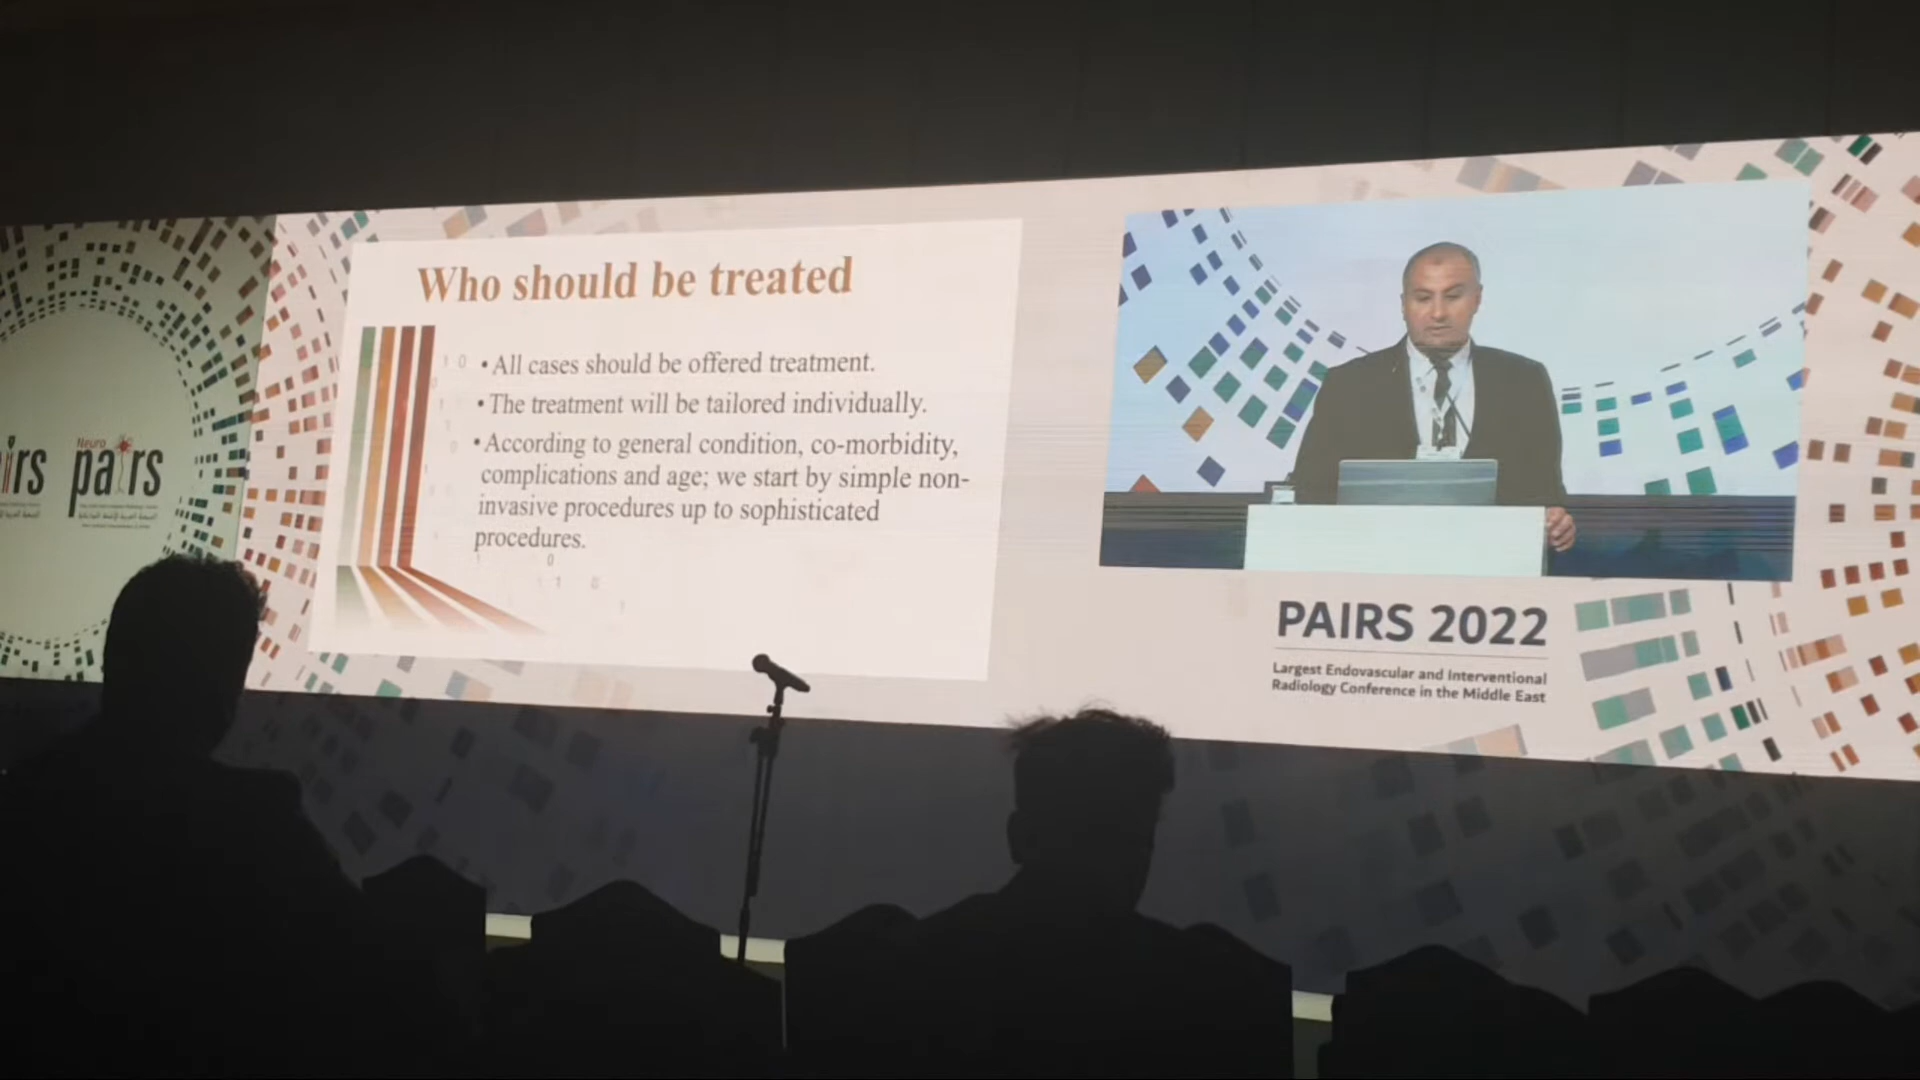 Who should be treated
• All cases should be offered treatment.
• The treatment will be tailored individually.
• According to general condition, co-morbidity,
complications and age; we start by simple non-
invasive procedures up to sophisticated
procedures.
PAIRS 2022
Largest Endovascular and Interventional
Radiology Conference in the Middle East
irs
Neuro
pairs